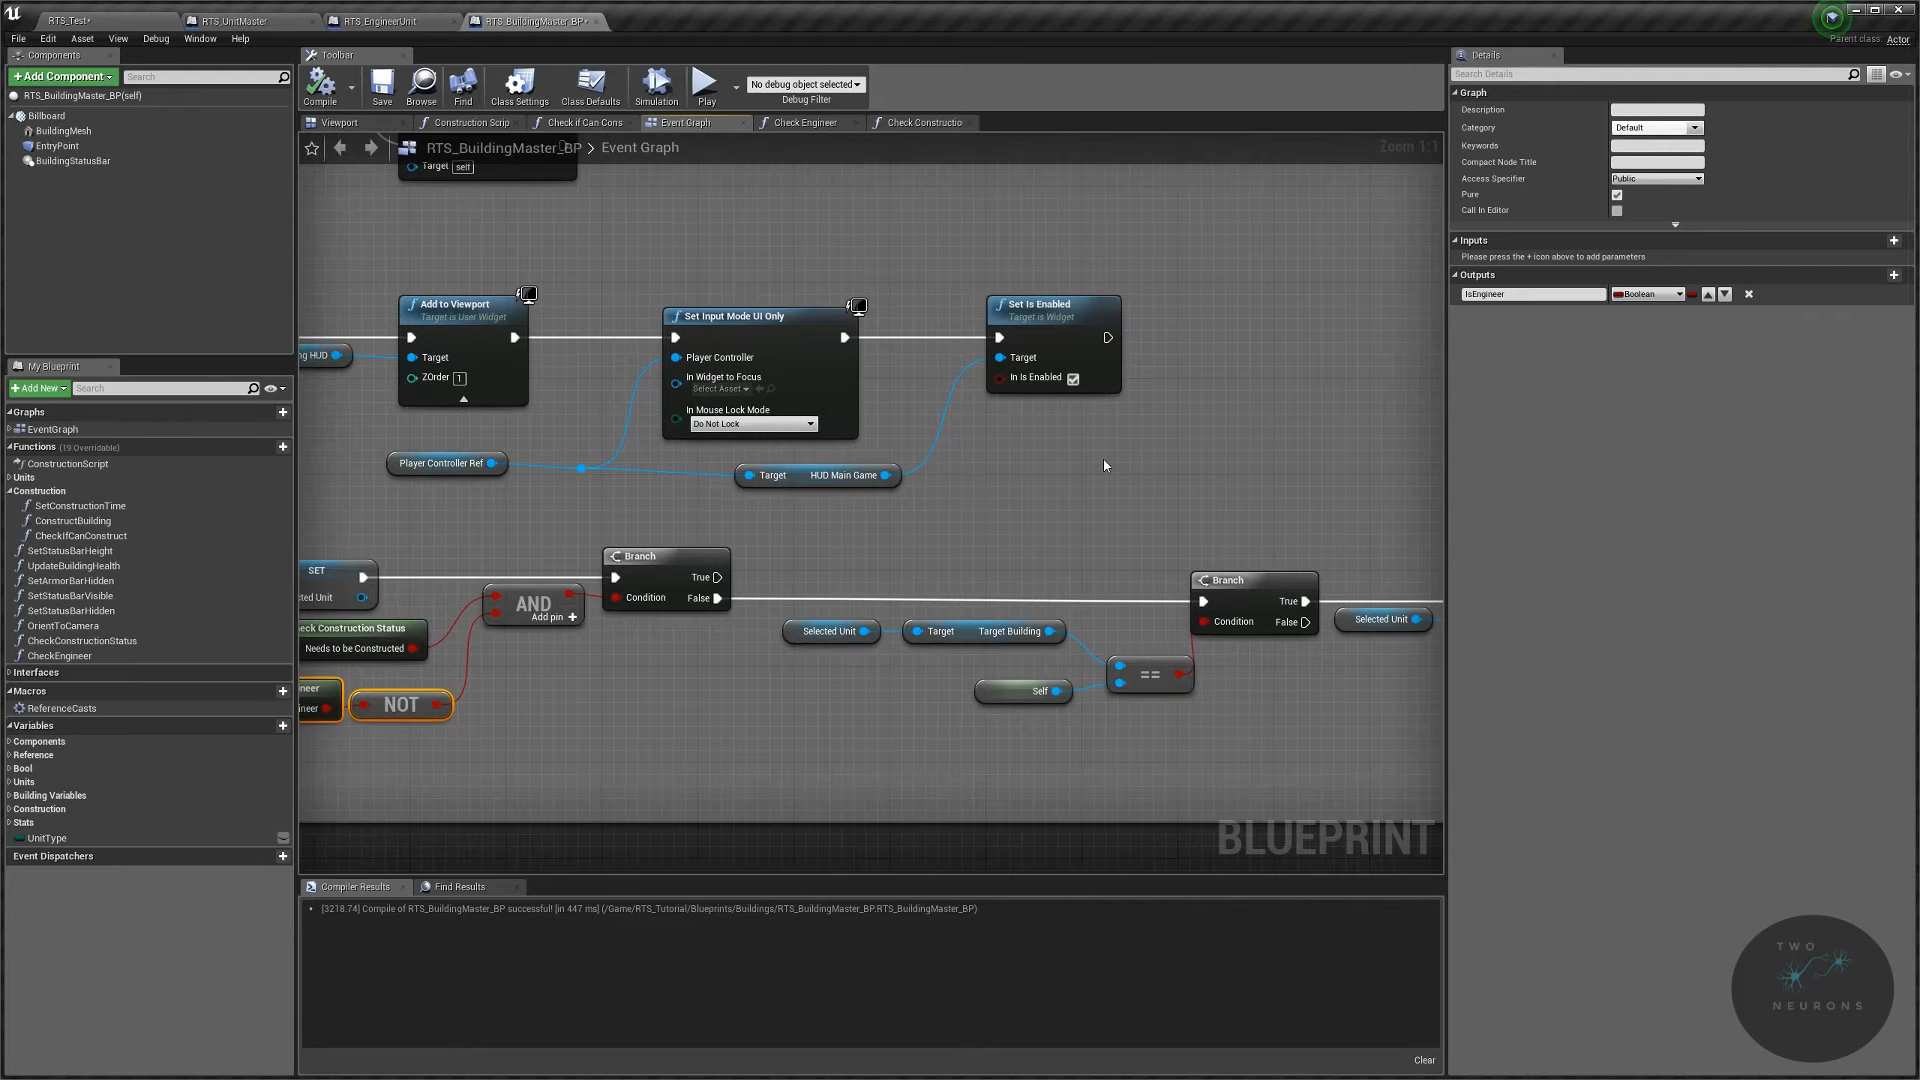 RTS_Test*
RTS_UnitMaster
RTS_EngineerUnit
RTS_BuildingMaster_BP*
File Edit Asset View Debug Window Help
Parent class: Actor
Components
Toolbar
Details
+Add Component
Search
RTS_BuildingMaster_BP(self)
Billboard
BuildingMesh
EntryPoint
BuildingStatusBar
Compile
Save
Browse
Find
Class Settings
Class Defaults
Simulation
Play
No debug object selected
Debug Filter
Viewport
Construction Scrip
Check if Can Cons
Event Graph
Check Engineer
Check Constructio
RTS_BuildingMaster_BP > Event Graph
Zoom 1:1
Target self
Add to Viewport
Target is User Widget
Target
ZOrder 1
ng HUD
Set Input Mode UI Only
Player Controller
In Widget to Focus
Select Asset
In Mouse Lock Mode
Do Not Lock
Set Is Enabled
Target is Widget
Target
In Is Enabled
Player Controller Ref
Target HUD Main Game
SET
cted Unit
eck Construction Status
Needs to be Constructed
ineer
ineer
NOT
AND
Add pin +
Branch
True
Condition False
Selected Unit
Target Target Building
Self
==
Branch
True
Condition False
Selected Unit
BLUEPRINT
My Blueprint
+Add New
Search
Graphs
EventGraph
Functions (19 Overridable)
ConstructionScript
Units
Construction
SetConstructionTime
ConstructBuilding
CheckIfCanConstruct
SetStatusBarHeight
UpdateBuildingHealth
SetArmorBarHidden
SetStatusBarVisible
SetStatusBarHidden
OrientToCamera
CheckConstructionStatus
CheckEngineer
Interfaces
Macros
ReferenceCasts
Variables
Components
Reference
Bool
Units
Building Variables
Construction
Stats
UnitType
Event Dispatchers
Compiler Results
Find Results
[3218.74] Compile of RTS_BuildingMaster_BP successful! [in 447 ms] (/Game/RTS_Tutorial/Blueprints/Buildings/RTS_BuildingMaster_BP.RTS_BuildingMaster_BP)
Clear
Search Details
Graph
Description
Category Default
Keywords
Compact Node Title
Access Specifier Public
Pure
Call In Editor
Inputs
Please press the + icon above to add parameters
Outputs
IsEngineer Boolean
TWO
NEURONS